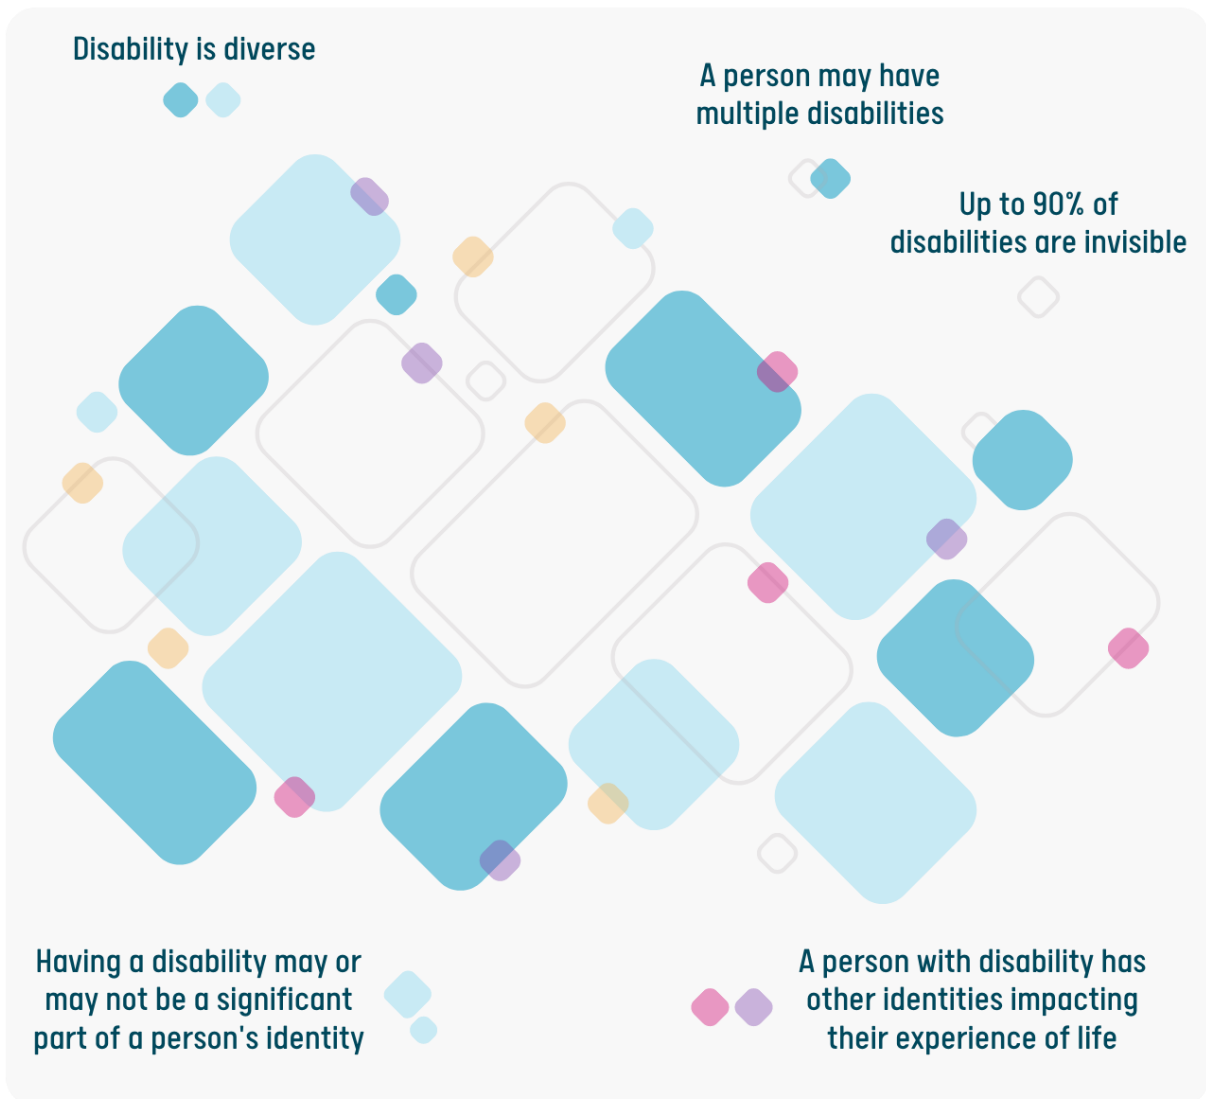 Disability is diverse
A person may have
multiple disabilities
Up to 90% of
disabilities are invisible
Having a disability may or
may not be a significant
part of a person's identity
A person with disability has
other identities impacting
their experience of life